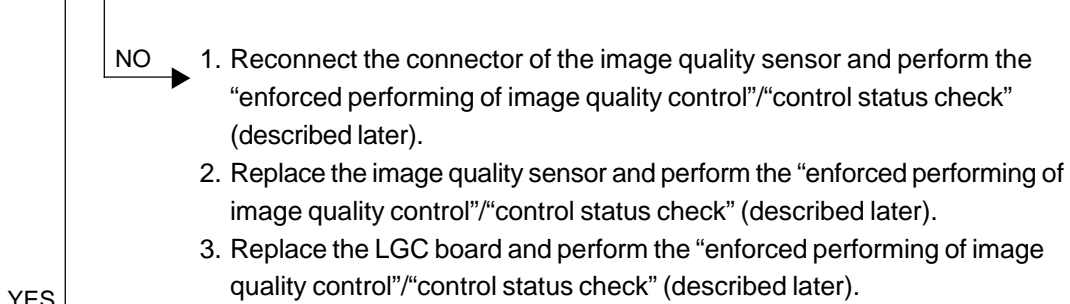 NO
1. Reconnect the connector of the image quality sensor and perform the
“enforced performing of image quality control”/“control status check”
(described later).
2. Replace the image quality sensor and perform the “enforced performing of
image quality control”/“control status check” (described later).
3. Replace the LGC board and perform the “enforced performing of image
quality control”/“control status check” (described later).
YES